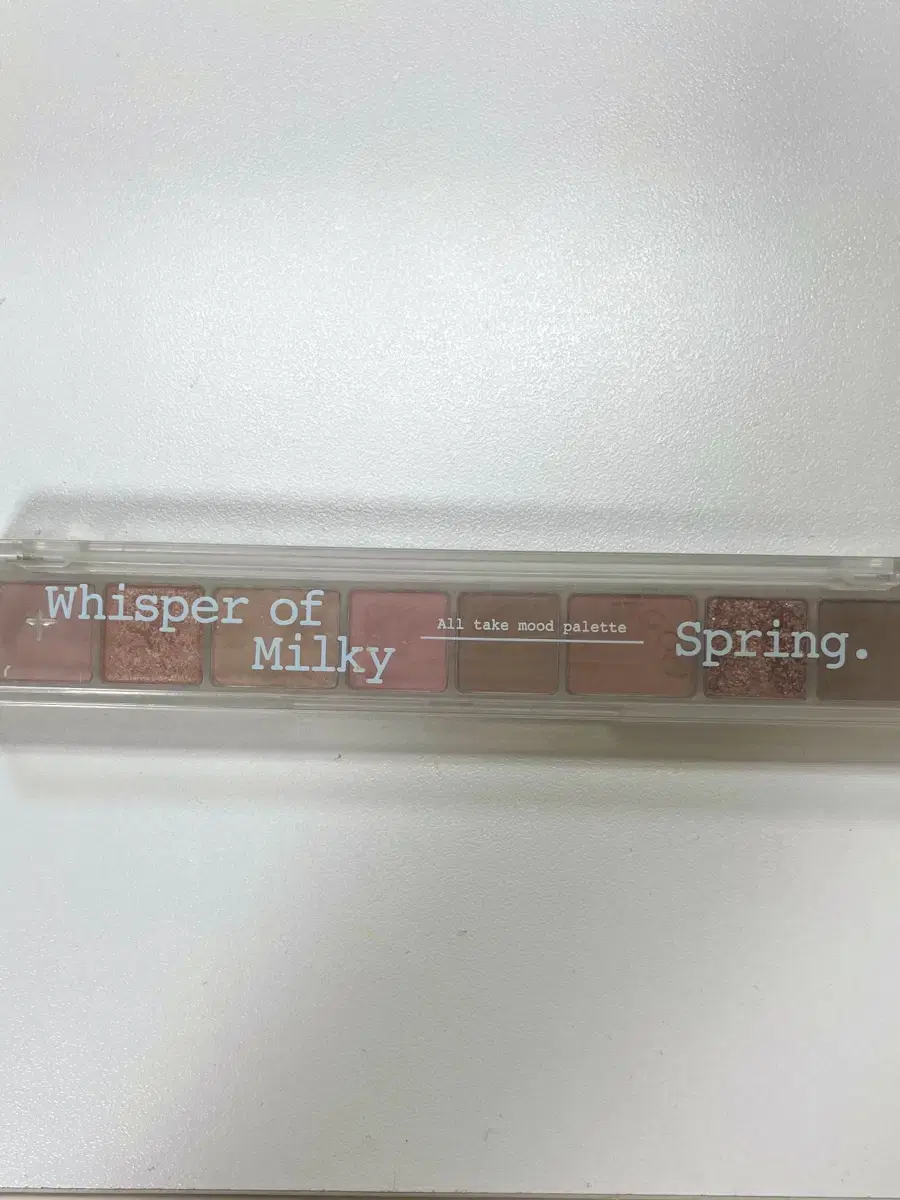 Whisper of
Milky
All take mood palette
Spring.